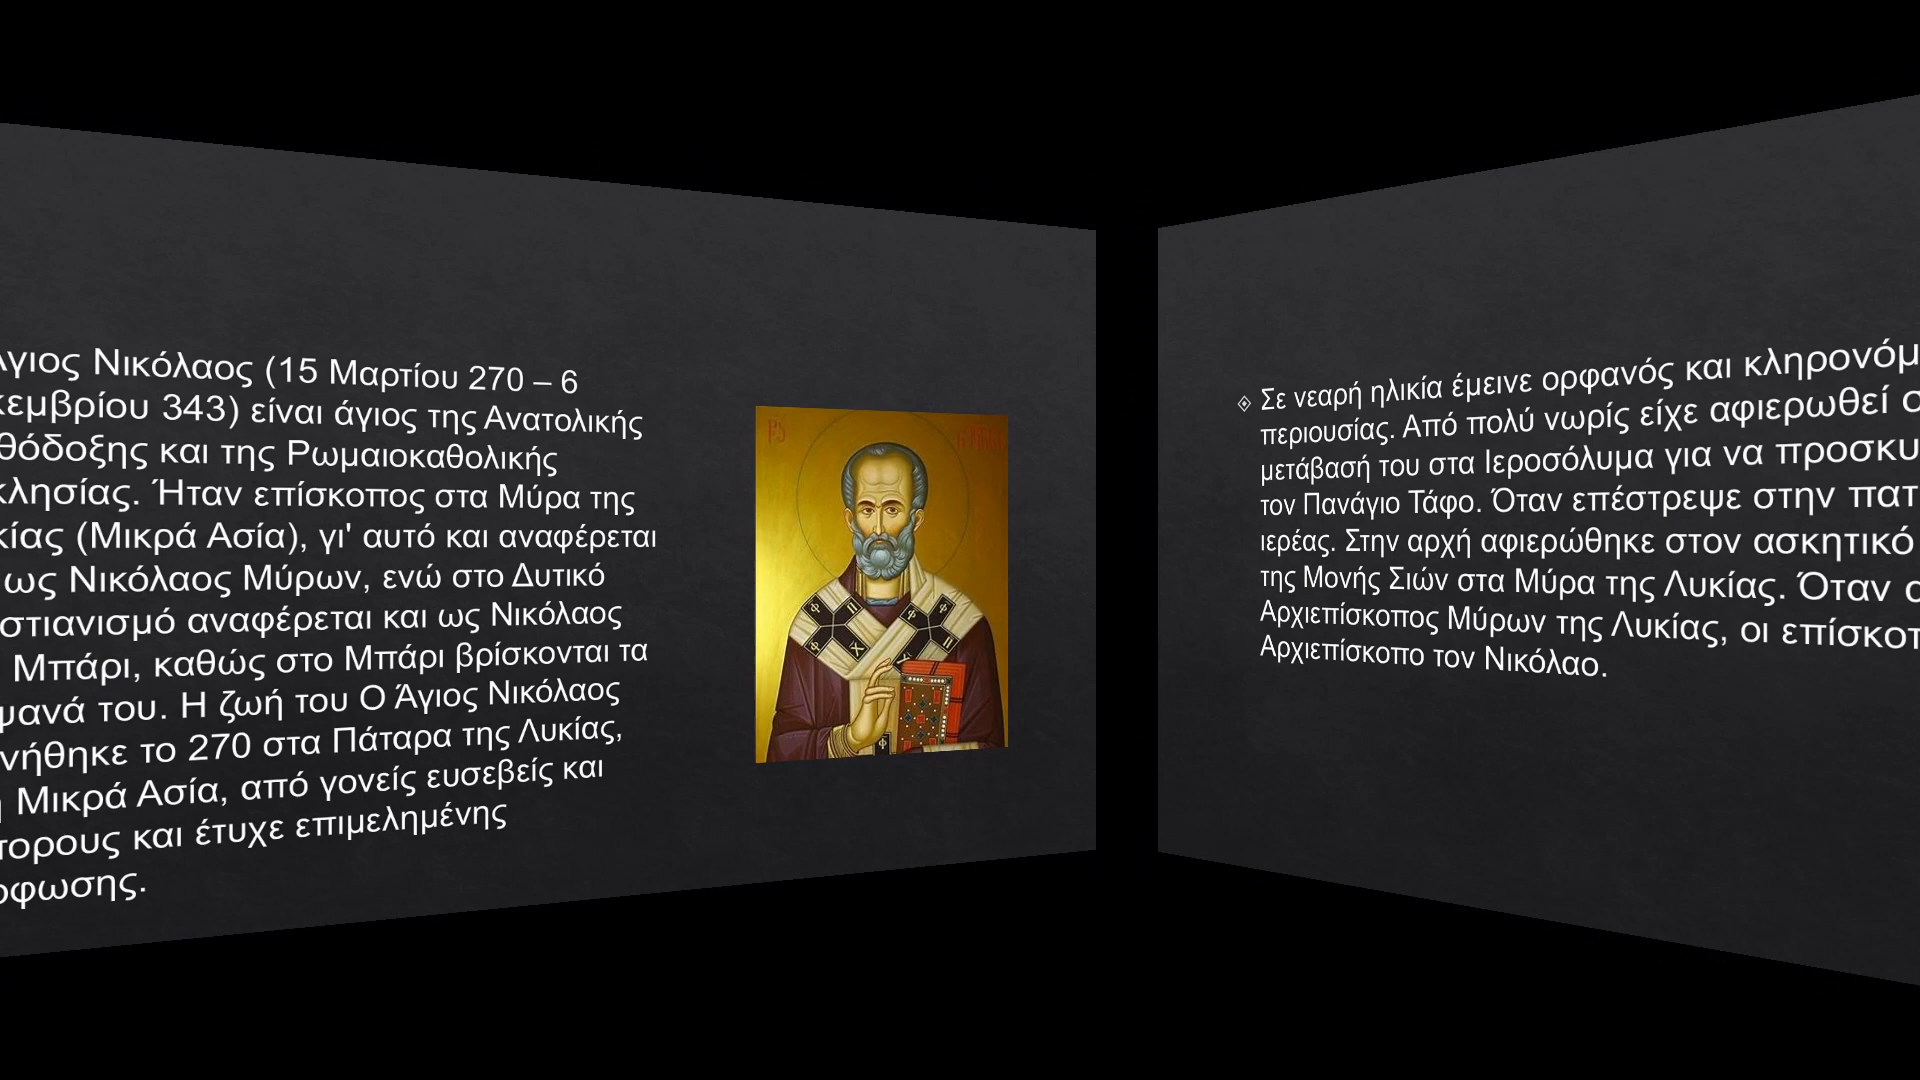 Άγιος Νικόλαος (15 Μαρτίου 270 – 6
κεμβρίου 343) είναι άγιος της Ανατολικής
θόδοξης και της Ρωμαιοκαθολικής
κλησίας. Ήταν επίσκοπος στα Μύρα της
κίας (Μικρά Ασία), γι' αυτό και αναφέρεται
ως Νικόλαος Μύρων, ενώ στο Δυτικό
στιανισμό αναφέρεται και ως Νικόλαος
Μπάρι, καθώς στο Μπάρι βρίσκονται τα
ψανά του. Η ζωή του Ο Άγιος Νικόλαος
νήθηκε το 270 στα Πάταρα της Λυκίας,
η Μικρά Ασία, από γονείς ευσεβείς και
τορους και έτυχε επιμελημένης
ρφωσης.
Σε νεαρή ηλικία έμεινε ορφανός και κληρονόμ
περιουσίας. Από πολύ νωρίς είχε αφιερωθεί σ
μετάβασή του στα Ιεροσόλυμα για να προσκυ
τον Πανάγιο Τάφο. Όταν επέστρεψε στην πατ
ιερέας. Στην αρχή αφιερώθηκε στον ασκητικό
της Μονής Σιών στα Μύρα της Λυκίας. Όταν α
Αρχιεπίσκοπος Μύρων της Λυκίας, οι επίσκοπ
Αρχιεπίσκοπο τον Νικόλαο.